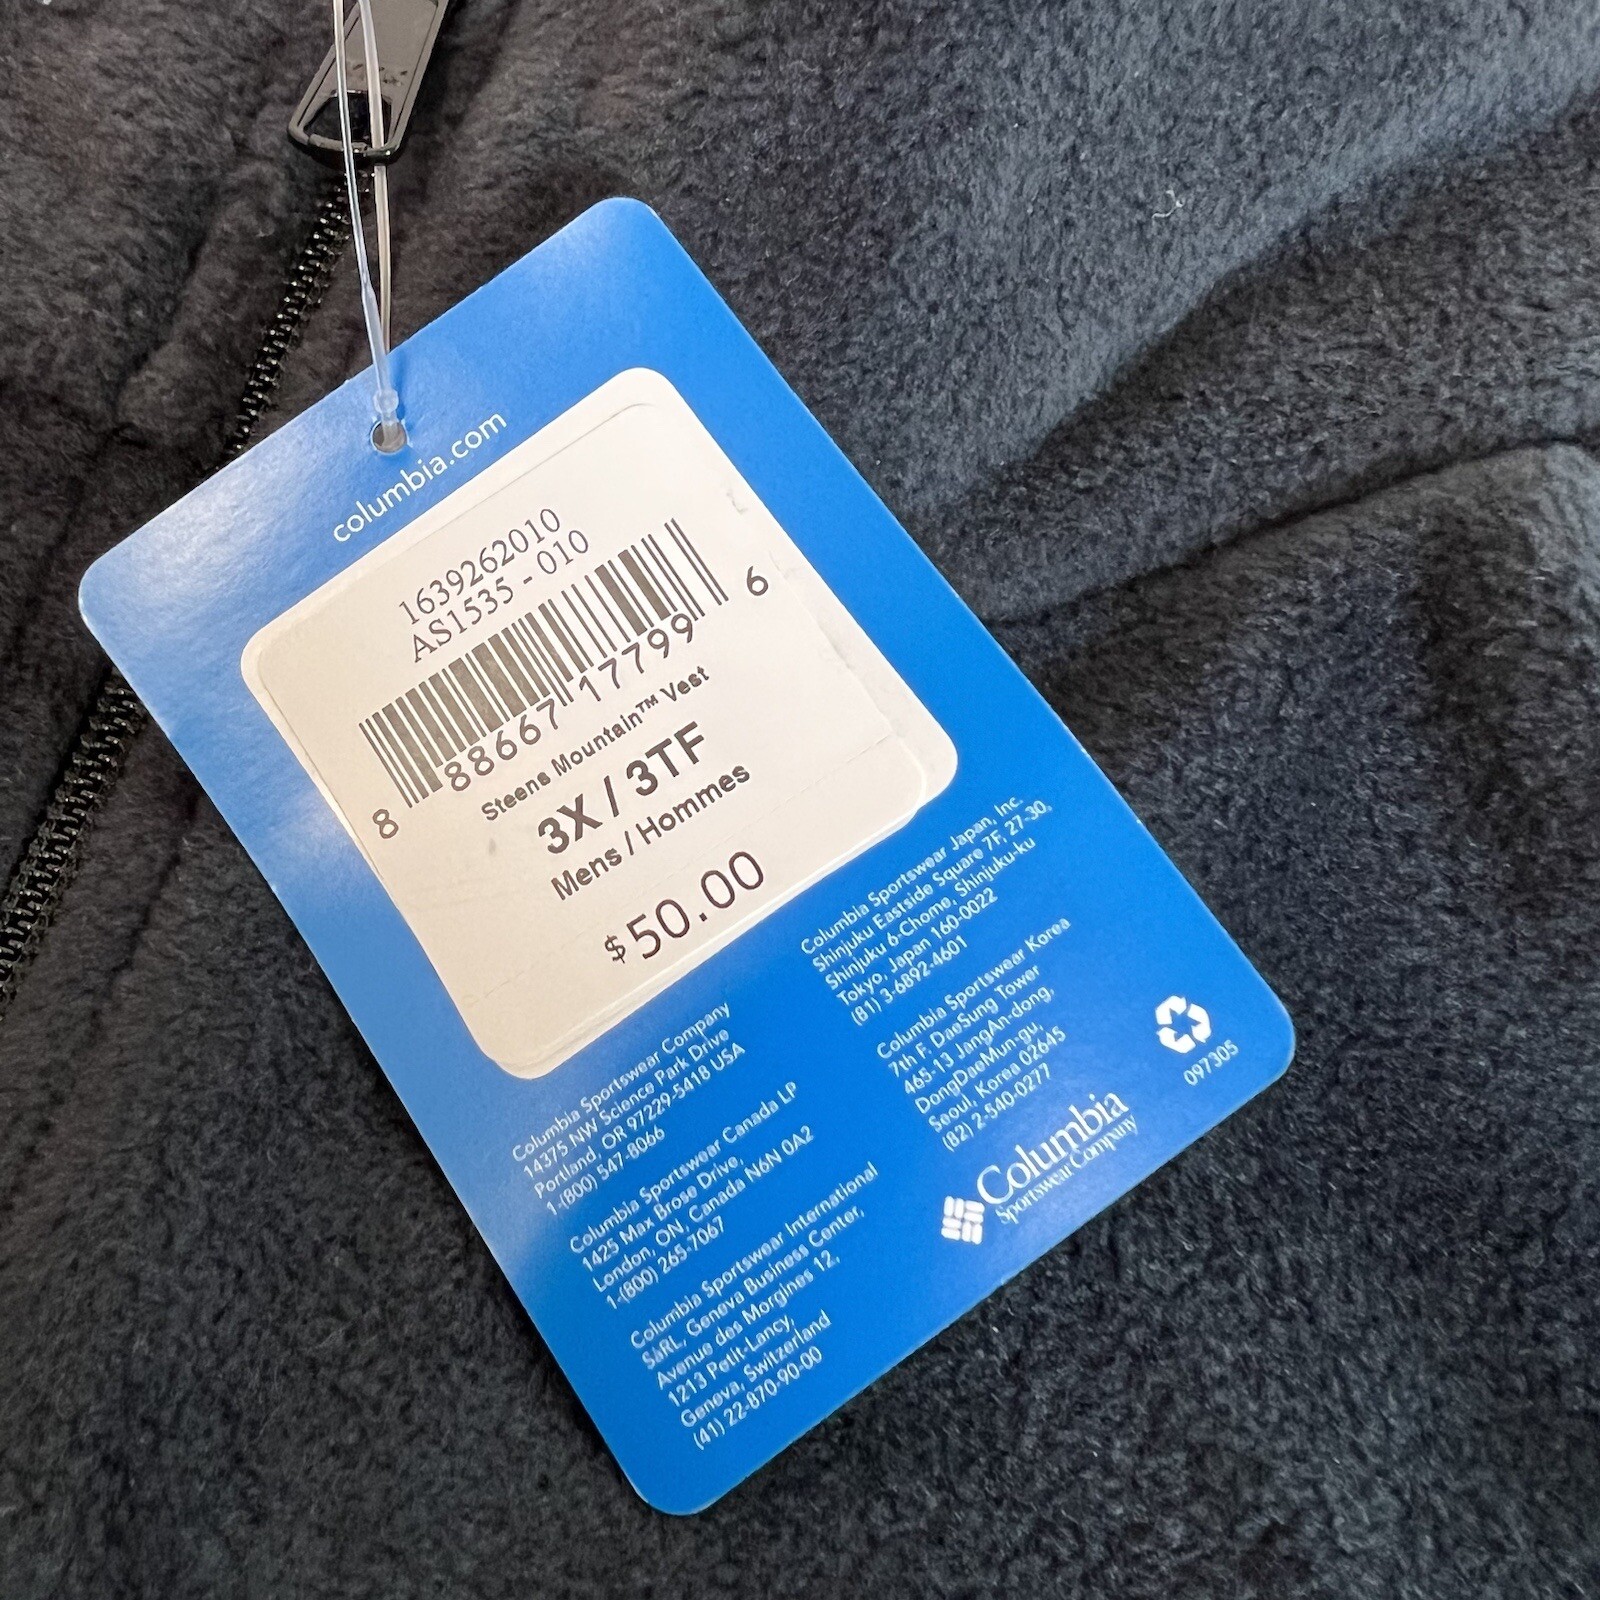 columbia.com
1639262010
AS1535 - 010
8 88667 17799 6
Steens Mountain™ Vest
3X / 3TF
Mens / Hommes
$50.00
Columbia Sportswear Company
14375 NW Science Park Drive
Portland, OR 97229-5418 USA
1-(800) 547-8066
Columbia Sportswear Canada LP
1425 Max Brose Drive,
London, ON, Canada N6N 0A2
1-(800) 265-7067
Columbia Sportswear International
SàRL, Geneva Business Center,
Avenue des Morgines 12,
1213 Petit-Lancy,
Geneva, Switzerland
(41) 22-870-90-00
Columbia Sportswear Japan, Inc.
Shinjuku Eastside Square 7F, 27-30,
Shinjuku 6-Chome, Shinjuku-ku
Tokyo, Japan 160-0022
(81) 3-6892-4601
Columbia Sportswear Korea
7th F. DaeSung Tower
465-13 JangAn-dong,
DongDaeMun-gu,
Seoul, Korea 02645
(82) 2-540-0277
Columbia
Sportswear Company
097305